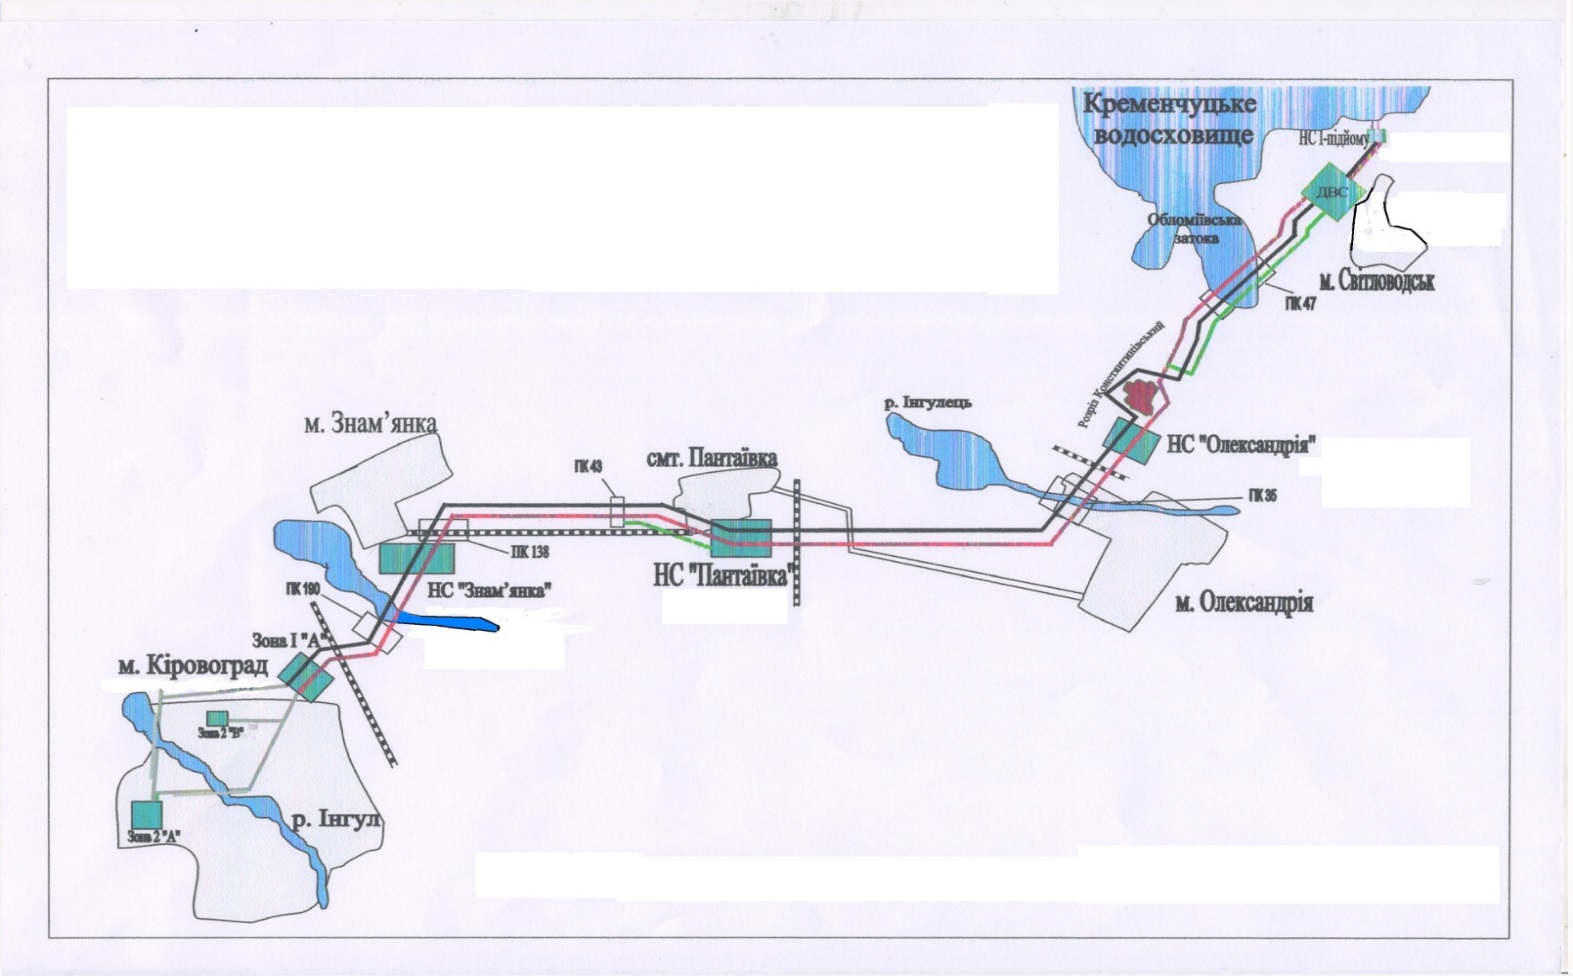 Кременчуцьке
водосховище
НС І-підйому
ДВС
Обломіївська
затока
м. Світловодськ
ПК 47
Розріз Константинівський
р. Інгулець
НС "Олександрія"
м. Знам’янка
смт. Пантаївка
ПК 43
ПК 35
ПК 138
НС "Пантаївка"
НС "Знам’янка"
ПК 190
м. Олександрія
Зона І "А"
м. Кіровоград
Зона 2 "В"
р. Інгул
Зона 2 "А"